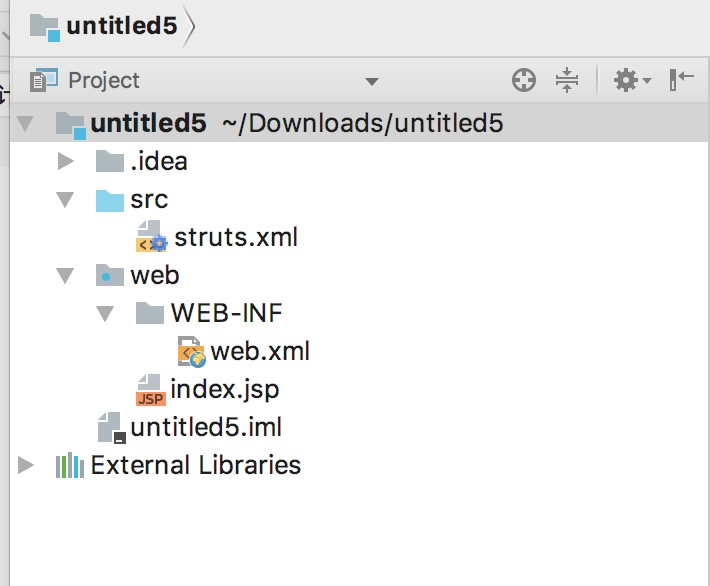 untitled5
Project
untitled5 ~/Downloads/untitled5
.idea
src
struts.xml
web
WEB-INF
web.xml
JSP index.jsp
untitled5.iml
External Libraries